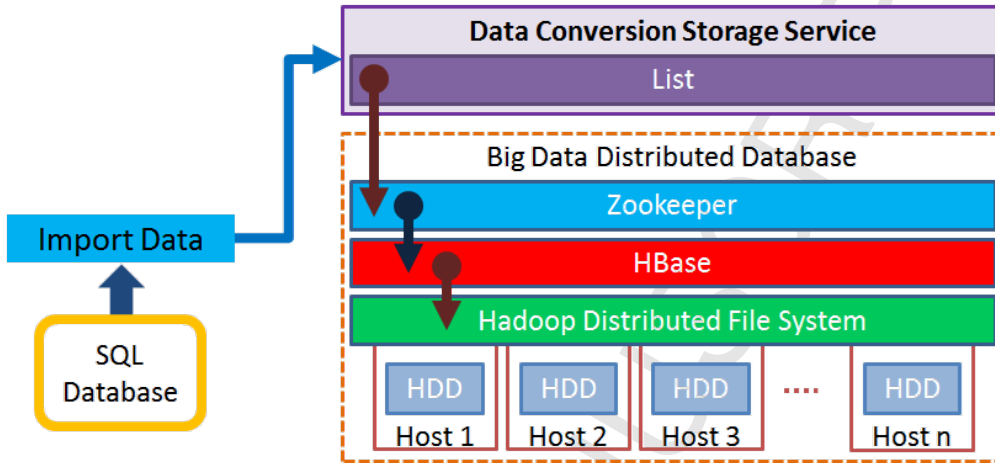 Data Conversion Storage Service
List
Big Data Distributed Database
Zookeeper
Import Data
HBase
Hadoop Distributed File System
SQL
Database
HDD HDD HDD .... HDD
Host 1 Host 2 Host 3 Host n